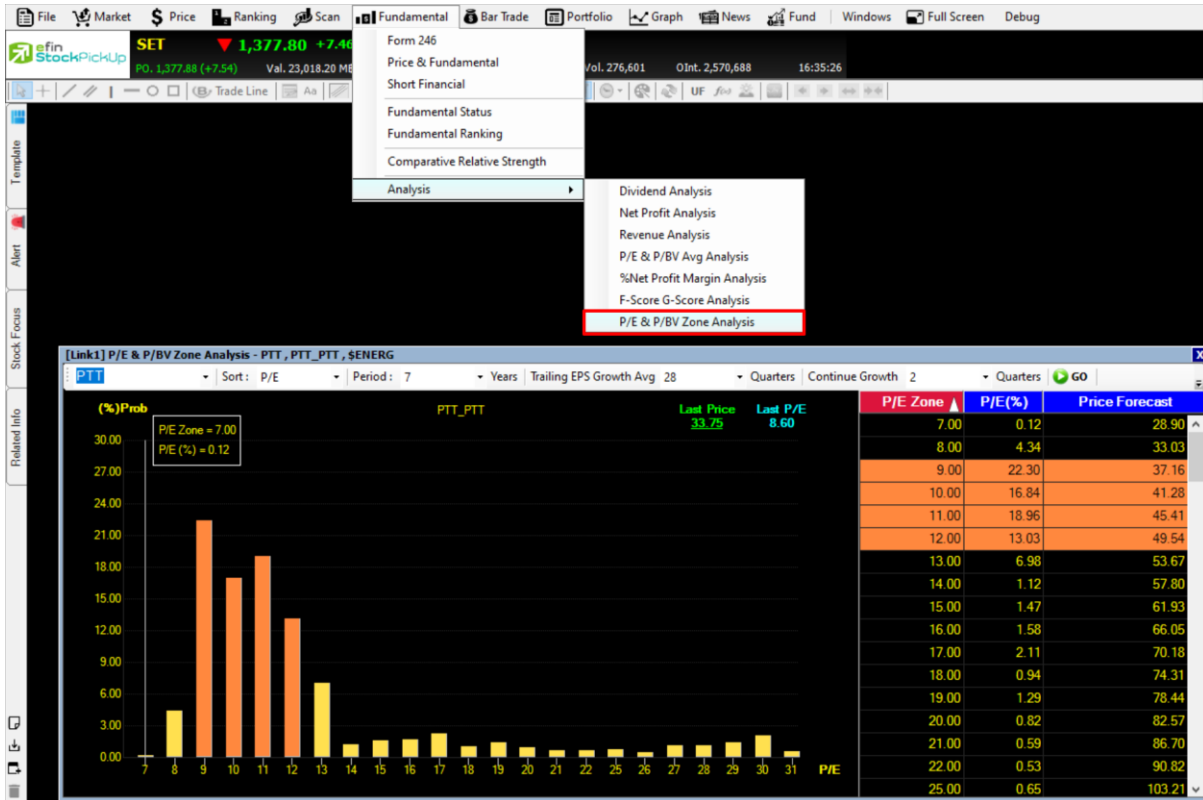 File Market Price Ranking Scan Fundamental Bar Trade Portfolio Graph News Fund Windows Full Screen Debug
efin StockPickUp
SET 1,377.80 +7.46
PO. 1,377.88 (+7.54) Val. 23,018.20 Vol. 276,601 OInt. 2,570,688 16:35:26
Trade Line Aa UF f(x)
Form 246
Price & Fundamental
Short Financial
Fundamental Status
Fundamental Ranking
Comparative Relative Strength
Analysis
Dividend Analysis
Net Profit Analysis
Revenue Analysis
P/E & P/BV Avg Analysis
%Net Profit Margin Analysis
F-Score G-Score Analysis
P/E & P/BV Zone Analysis
Template
Alert
Stock Focus
Related Info
[Link1] P/E & P/BV Zone Analysis - PTT , PTT_PTT , $ENERG X
PTT Sort : P/E Period : 7 Years Trailing EPS Growth Avg 28 Quarters Continue Growth 2 Quarters GO
(%)Prob PTT_PTT Last Price Last P/E
33.75 8.60
P/E Zone = 7.00
P/E (%) = 0.12
30.00
27.00
24.00
21.00
18.00
15.00
12.00
9.00
6.00
3.00
0.00
7 8 9 10 11 12 13 14 15 16 17 18 19 20 21 22 25 26 27 28 29 30 31 P/E
P/E Zone P/E(%) Price Forecast
7.00 0.12 28.90
8.00 4.34 33.03
9.00 22.30 37.16
10.00 16.84 41.28
11.00 18.96 45.41
12.00 13.03 49.54
13.00 6.98 53.67
14.00 1.12 57.80
15.00 1.47 61.93
16.00 1.58 66.05
17.00 2.11 70.18
18.00 0.94 74.31
19.00 1.29 78.44
20.00 0.82 82.57
21.00 0.59 86.70
22.00 0.53 90.82
25.00 0.65 103.21